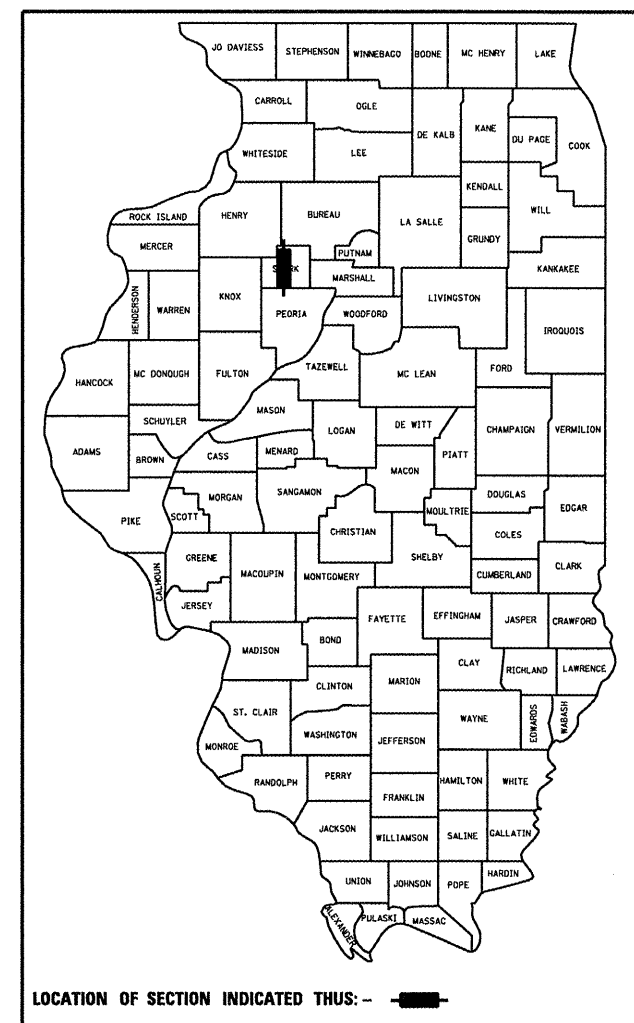 JO DAVIESS STEPHENSON WINNEBAGO BOONE MC HENRY LAKE
CARROLL OGLE DE KALB KANE DU PAGE COOK
WHITESIDE LEE KENDALL WILL
ROCK ISLAND HENRY BUREAU LA SALLE GRUNDY
MERCER PUTNAM KANKAKEE
HENDERSON WARREN KNOX MARSHALL LIVINGSTON
PEORIA WOODFORD IROQUOIS
HANCOCK MC DONOUGH FULTON TAZEWELL MC LEAN FORD
SCHUYLER MASON LOGAN DE WITT CHAMPAIGN VERMILION
ADAMS BROWN CASS MENARD MACON PIATT
MORGAN SANGAMON DOUGLAS EDGAR
PIKE SCOTT CHRISTIAN MOULTRIE COLES
GREENE MACOUPIN MONTGOMERY SHELBY CUMBERLAND CLARK
CALHOUN JERSEY FAYETTE EFFINGHAM JASPER CRAWFORD
MADISON BOND CLAY RICHLAND LAWRENCE
CLINTON MARION
ST. CLAIR WAYNE EDWARDS WABASH
MONROE WASHINGTON JEFFERSON
RANDOLPH PERRY HAMILTON WHITE
FRANKLIN
JACKSON WILLIAMSON SALINE GALLATIN
UNION JOHNSON POPE HARDIN
ALEXANDER PULASKI MASSAC
LOCATION OF SECTION INDICATED THUS: –